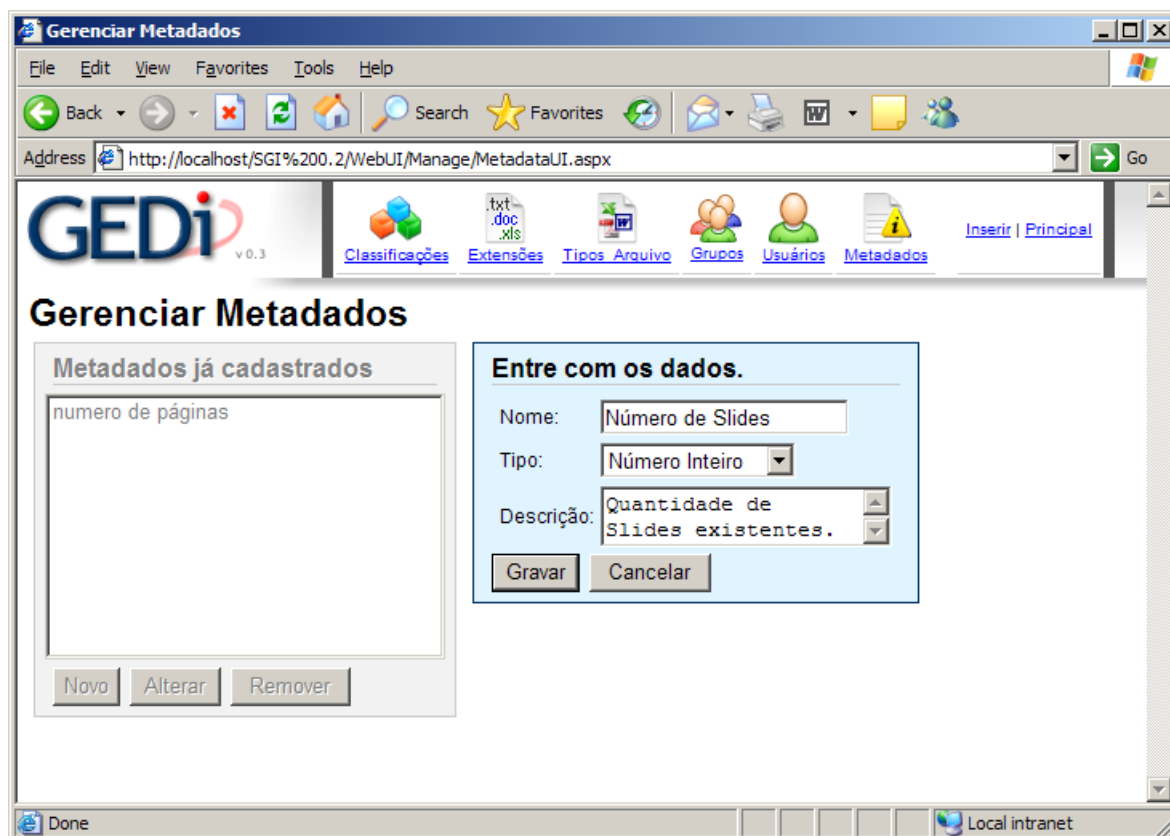 Gerenciar Metadados
File Edit View Favorites Tools Help
Back Search Favorites
Address http://localhost/SGI%200.2/WebUI/Manage/MetadataUI.aspx Go
GEDi v 0.3
.txt
.doc
.xls
Classificações Extensões Tipos Arquivo Grupos Usuários Metadados Inserir | Principal
Gerenciar Metadados
Metadados já cadastrados
numero de páginas
Novo Alterar Remover
Entre com os dados.
Nome: Número de Slides
Tipo: Número Inteiro
Descrição: Quantidade de
Slides existentes.
Gravar Cancelar
Done Local intranet